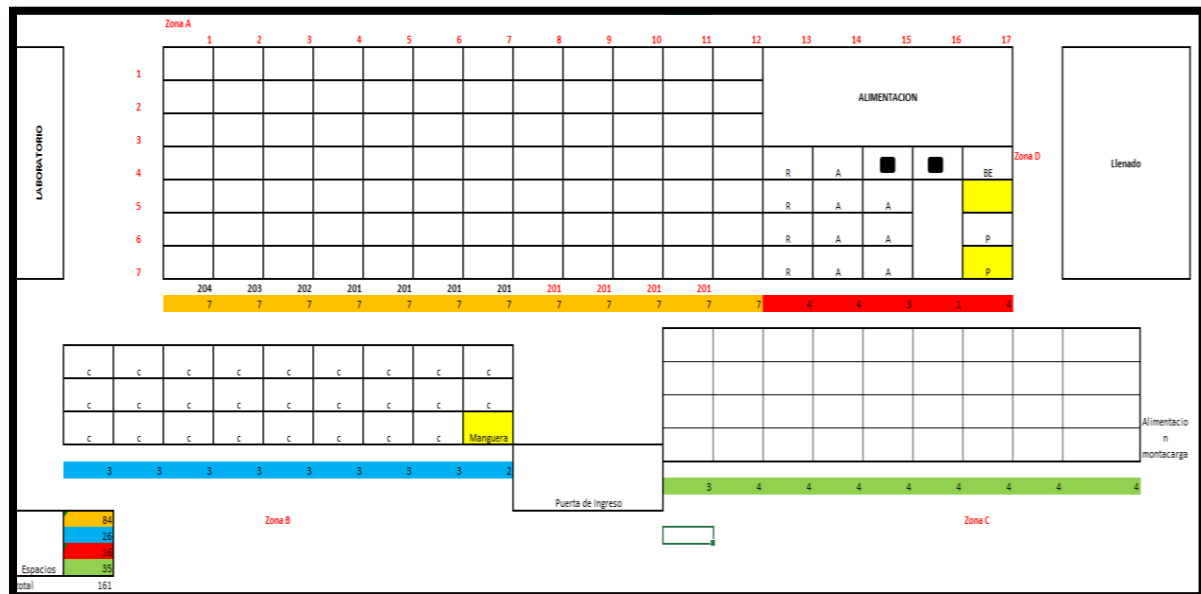 Zona A
1 2 3 4 5 6 7 8 9 10 11 12 13 14 15 16 17
LABORATORIO
1
2
3
ALIMENTACION
Zona D
Llenado
4 R A BE
5 R A A
6 R A A P
7 R A A P
204 203 202 201 201 201 201 201 201 201 201
7 7 7 7 7 7 7 7 7 7 7 7 4 4 3 1 4
c c c c c c c c c
c c c c c c c c c
c c c c c c c c Manguera
Alimentacio
n
montacarga
3 3 3 3 3 3 3 3 2
3 4 4 4 4 4 4 4 4
Puerta de Ingreso
Zona B
Zona C
84
26
16
Espacios 35
total 161